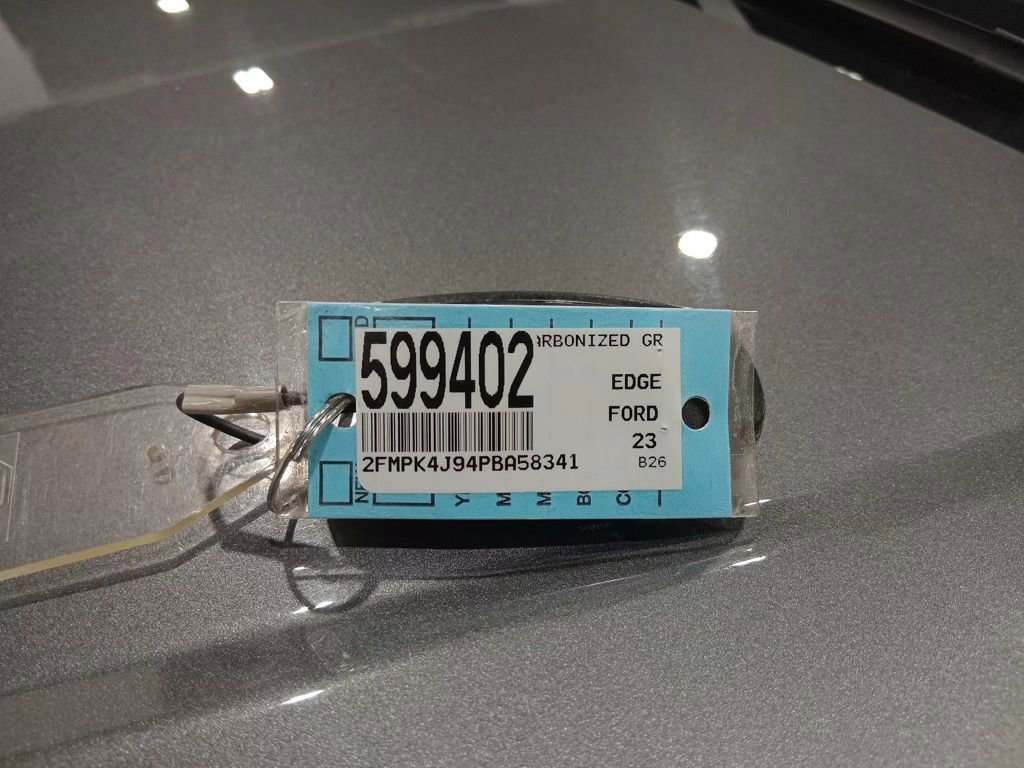 599402
ARBONIZED GR
EDGE
FORD
23
2FMPK4J94PBA58341
B26